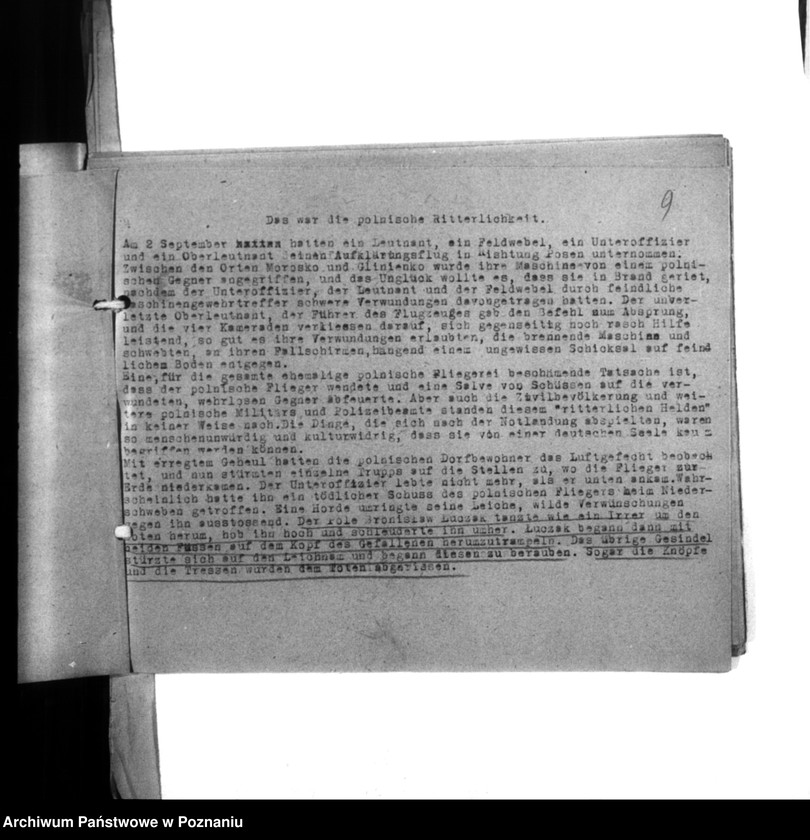 9
Das war die polnische Ritterlichkeit.
Am 2 September hatten hatten ein Leutnant, ein Feldwebel, ein Unteroffizier
und ein Oberleutnant einen Aufklärungsflug in Richtung Posen unternommen.
Zwischen den Orten Morosko und Glinienko wurde ihre Maschine von einem polni-
schen Gegner angegriffen, und das Unglück wollte es, dass sie in Brand geriet,
nachdem der Unteroffizier, der Leutnant und der Feldwebel durch feindliche
Maschinengewehrtreffer schwere Verwundungen davongetragen hatten. Der unver-
letzte Oberleutnant, der Führer des Flugzeuges gab den Befehl zum Absprung,
und die vier Kameraden verliessen darauf, sich gegenseitig noch rasch Hilfe
leistend, so gut es ihre Verwundungen erlaubten, die brennende Maschine und
schwebten, an ihren Fallschirmen, hangend einem ungewissen Schicksal auf feind
lichem Boden entgegen.
Eine, für die gesamte ehemalige polnische Fliegerei beschämende Tatsache ist,
dass der polnische Flieger wendete und eine Salve von Schüssen auf die ver-
wundeten, wehrlosen Gegner abfeuerte. Aber auch die Zivilbevölkerung und wei-
tere polnische Militärs und Polizeibeamte standen diesem "ritterlichen Helden"
in keiner Weise nach. Die Dinge, die sich nach der Notlandung abspielten, waren
so menschenunwürdig und kulturwidrig, dass sie von einer deutschen Seele kaum
begriffen werden können.
Mit erregtem Geheul hatten die polnischen Dorfbewohner das Luftgefecht beobach
tet, und nun stürmten einzelne Trupps auf die Stellen zu, wo die Flieger zur
Erde niederkamen. Der Unteroffizier lebte nicht mehr, als er unten ankam. Wahr-
scheinlich hatte ihn ein tödlicher Schuss des polnischen Fliegers beim Nieder-
schweben getroffen. Eine Horde umringte seine Leiche, wilde Verwünschungen
gegen ihn ausstossend. Der Pole Bronislaw Luczak tanzte wie ein Irrer um den
Toten herum, hob ihn hoch und schleuderte ihn umher. Luczak begann dann mit
beiden Füssen auf dem Kopf des Gefallenen herumzutrampeln. Das übrige Gesindel
stürzte sich auf den Leichnam und begann diesen zu berauben. Sogar die Knöpfe
und die Tressen wurden dem Toten abgerissen.
Archiwum Państwowe w Poznaniu